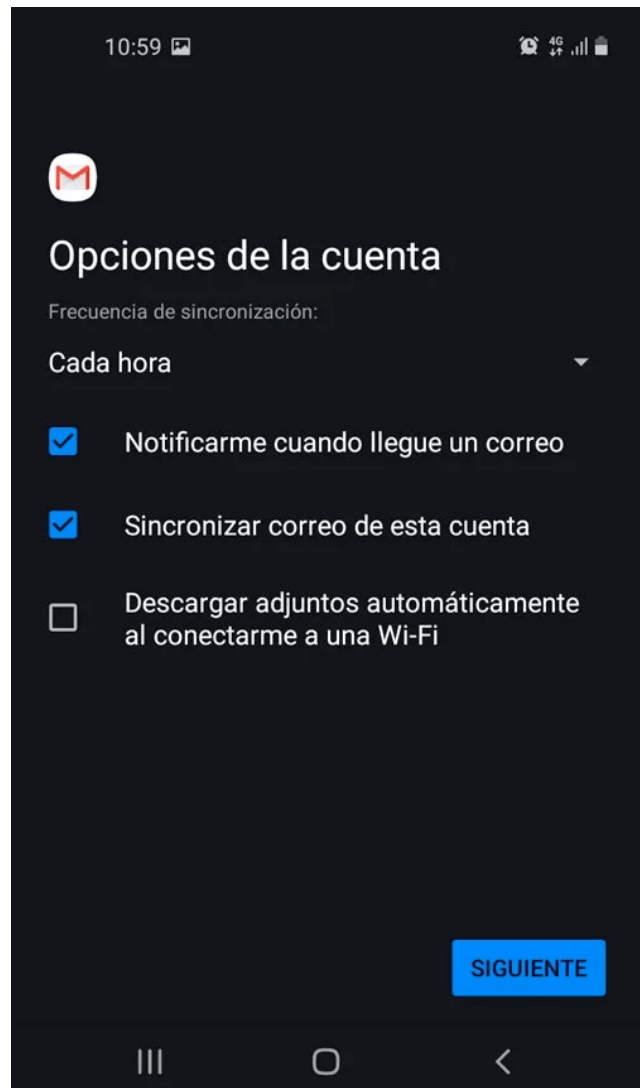 10:59
4G
Opciones de la cuenta
Frecuencia de sincronización:
Cada hora
Notificarme cuando llegue un correo
Sincronizar correo de esta cuenta
Descargar adjuntos automáticamente
al conectarme a una Wi-Fi
SIGUIENTE